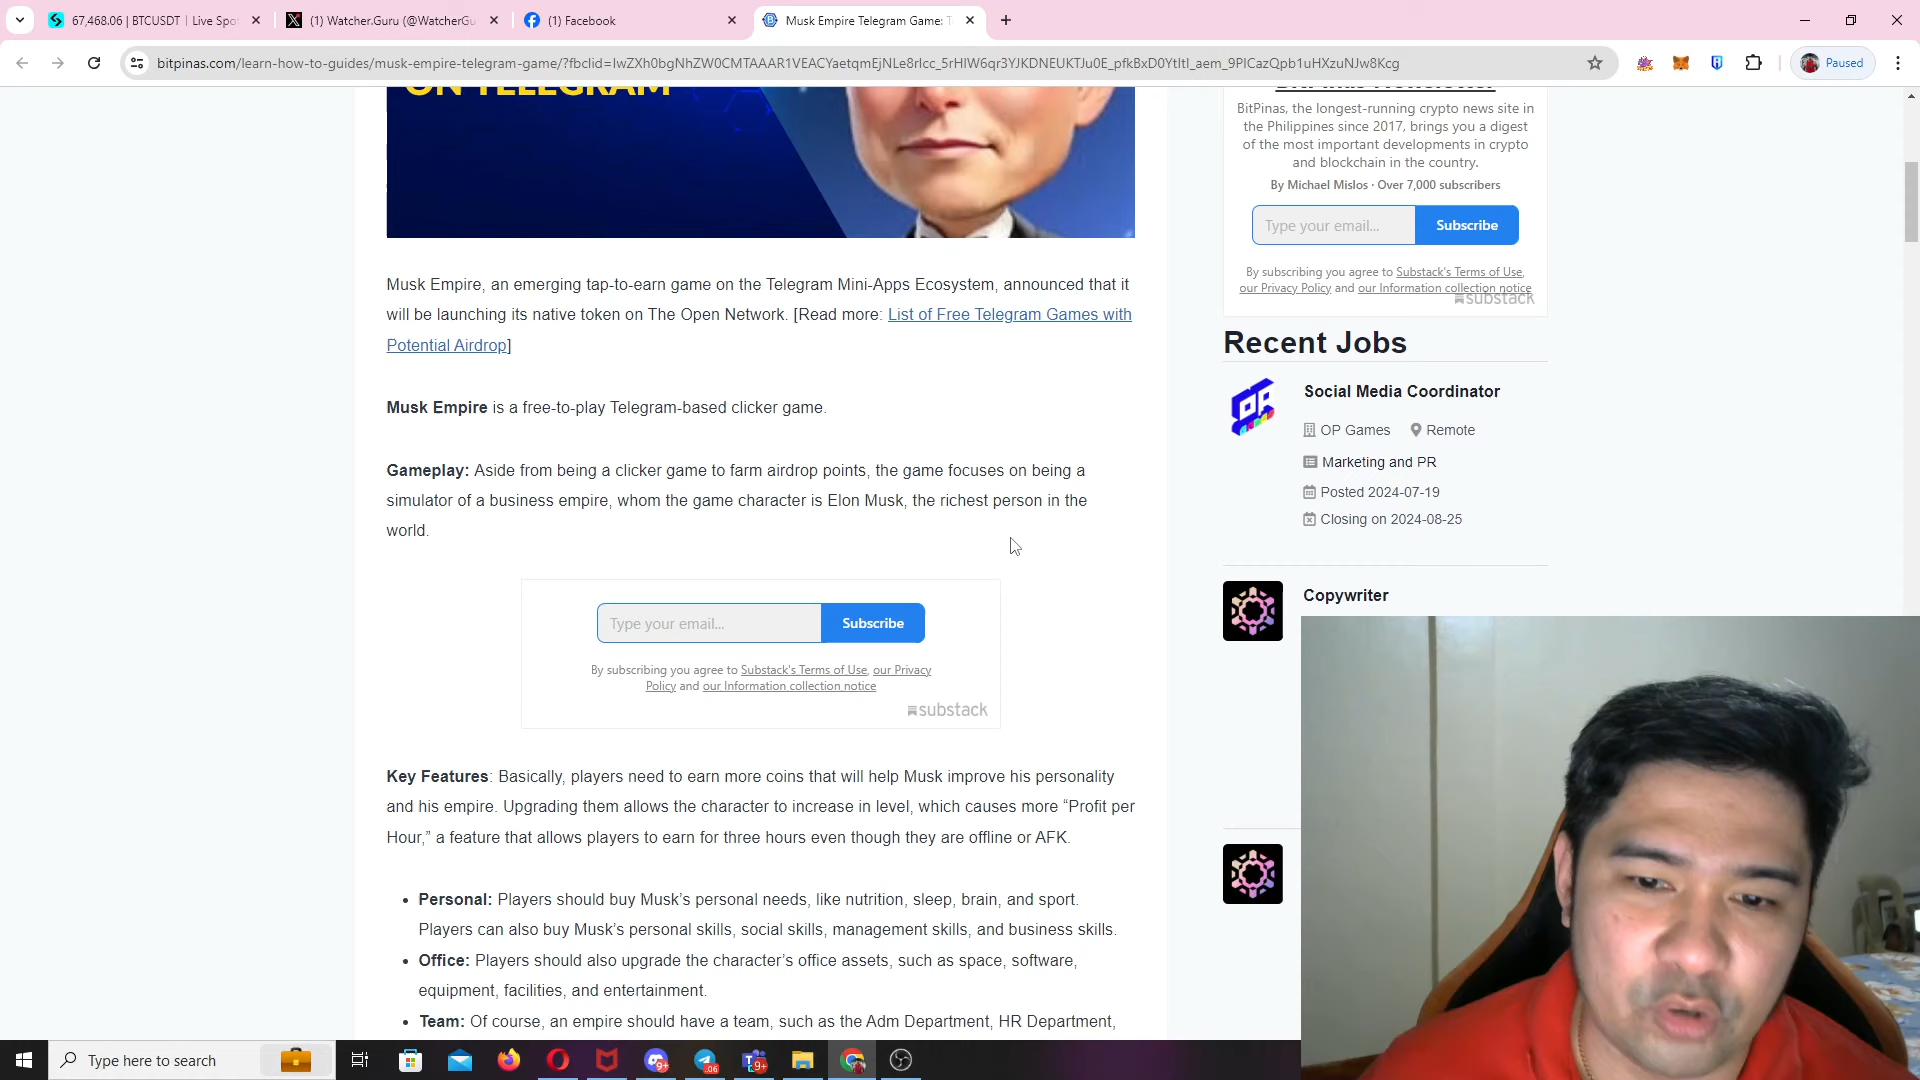 67,468.06 | BTCUSDT | Live Spo
(1) Watcher.Guru (@WatcherGu
(1) Facebook
Musk Empire Telegram Game: T
bitpinas.com/learn-how-to-guides/musk-empire-telegram-game/?fbclid=IwZXh0bgNhZW0CMTAAAR1VEACYaetqmEjNLe8rlcc_5rHIW6qr3YJKDNEUKTJu0E_pfkBxD0YtItI_aem_9PICazQpb1uHXzuNJw8Kcg
Paused
ON TELEGRAM
Musk Empire, an emerging tap-to-earn game on the Telegram Mini-Apps Ecosystem, announced that it
will be launching its native token on The Open Network. [Read more: List of Free Telegram Games with
Potential Airdrop]
Musk Empire is a free-to-play Telegram-based clicker game.
Gameplay: Aside from being a clicker game to farm airdrop points, the game focuses on being a
simulator of a business empire, whom the game character is Elon Musk, the richest person in the
world.
Type your email...
Subscribe
By subscribing you agree to Substack's Terms of Use, our Privacy
Policy and our Information collection notice
substack
Key Features: Basically, players need to earn more coins that will help Musk improve his personality
and his empire. Upgrading them allows the character to increase in level, which causes more “Profit per
Hour,” a feature that allows players to earn for three hours even though they are offline or AFK.
• Personal: Players should buy Musk’s personal needs, like nutrition, sleep, brain, and sport.
Players can also buy Musk’s personal skills, social skills, management skills, and business skills.
• Office: Players should also upgrade the character’s office assets, such as space, software,
equipment, facilities, and entertainment.
• Team: Of course, an empire should have a team, such as the Adm Department, HR Department,
BitPinas Newsletter
BitPinas, the longest-running crypto news site in
the Philippines since 2017, brings you a digest
of the most important developments in crypto
and blockchain in the country.
By Michael Mislos · Over 7,000 subscribers
Type your email...
Subscribe
By subscribing you agree to Substack's Terms of Use,
our Privacy Policy and our Information collection notice
substack
Recent Jobs
Social Media Coordinator
OP Games
Remote
Marketing and PR
Posted 2024-07-19
Closing on 2024-08-25
Copywriter
Type here to search
9+
.06
9+